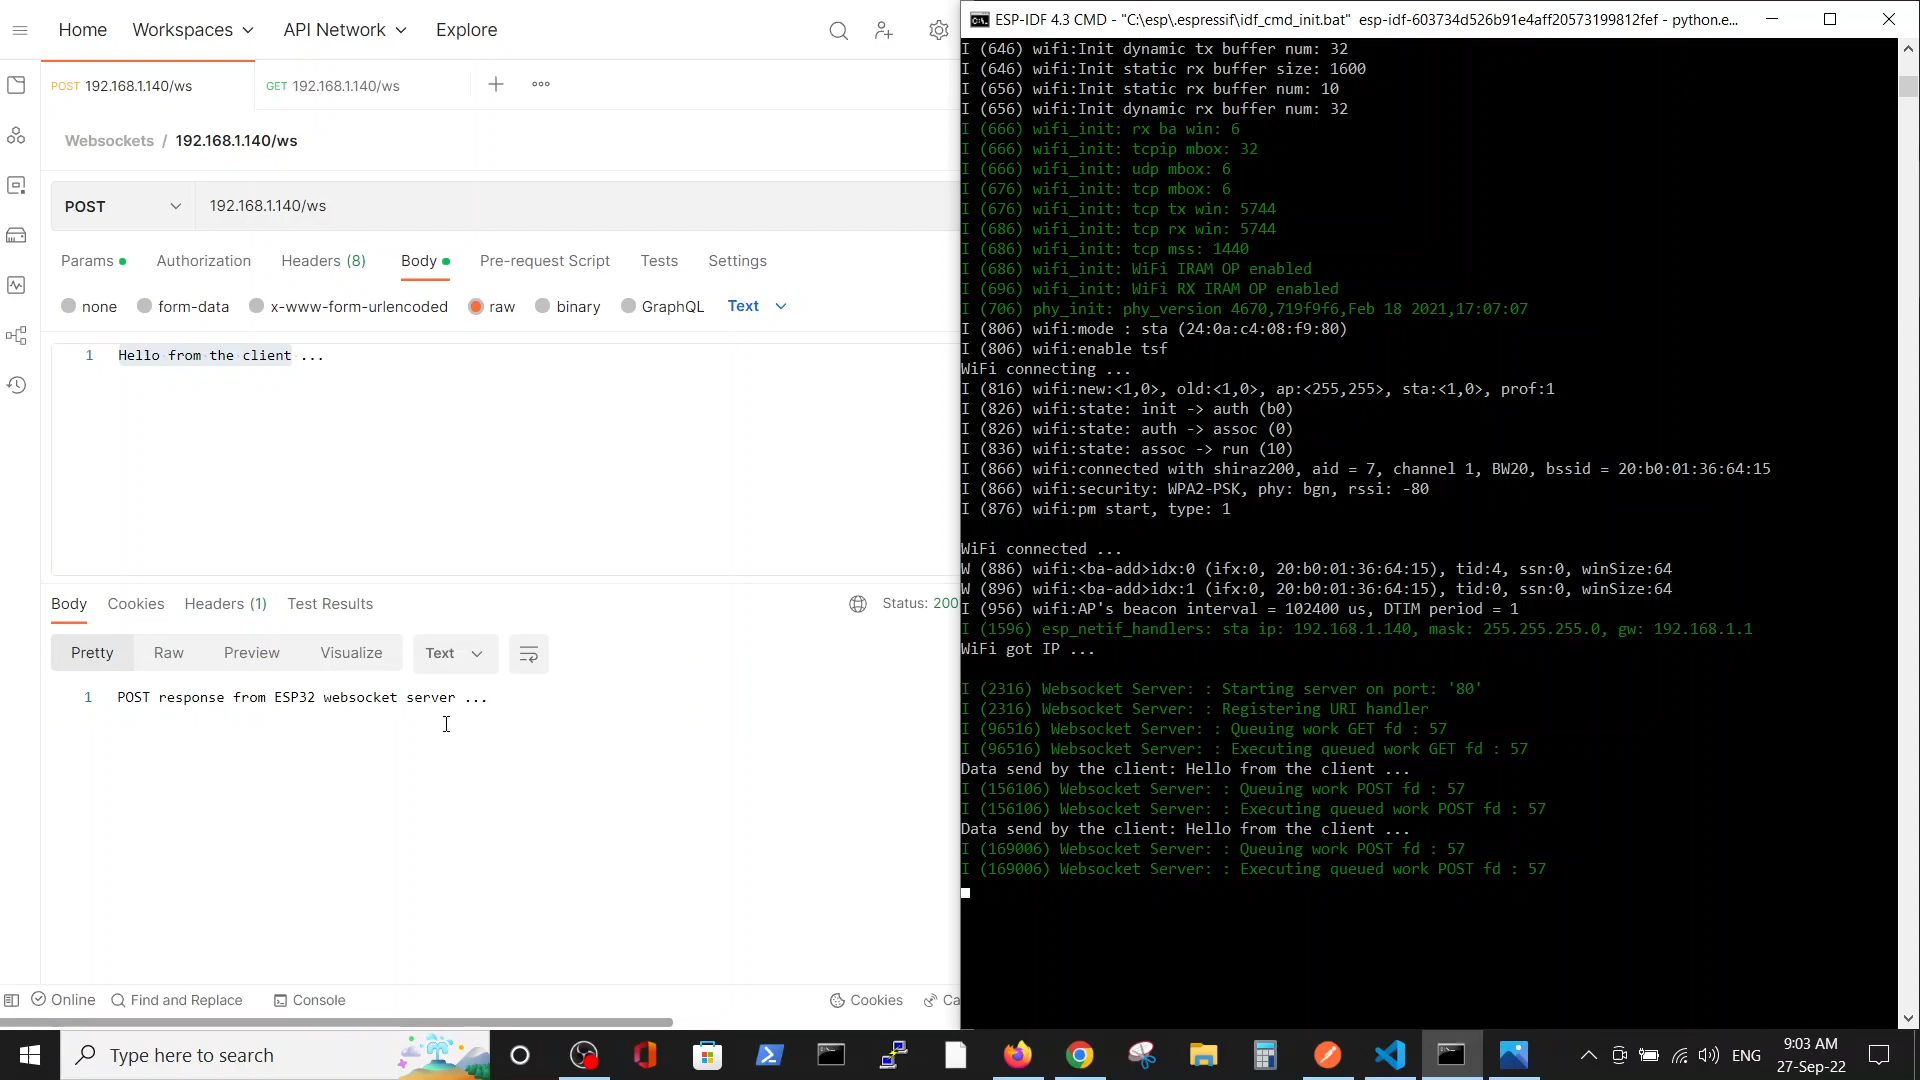 Home Workspaces API Network Explore
POST 192.168.1.140/ws GET 192.168.1.140/ws
Websockets / 192.168.1.140/ws
POST 192.168.1.140/ws
Params Authorization Headers (8) Body Pre-request Script Tests Settings
none form-data x-www-form-urlencoded raw binary GraphQL Text
1 Hello from the client ...
Body Cookies Headers (1) Test Results Status: 200
Pretty Raw Preview Visualize Text
1 POST response from ESP32 websocket server ...
Online Find and Replace Console Cookies Ca
ESP-IDF 4.3 CMD - "C:\esp\.espressif\idf_cmd_init.bat" esp-idf-603734d526b91e4aff20573199812fef - python.e...
I (646) wifi:Init dynamic tx buffer num: 32
I (646) wifi:Init static rx buffer size: 1600
I (656) wifi:Init static rx buffer num: 10
I (656) wifi:Init dynamic rx buffer num: 32
I (666) wifi_init: rx ba win: 6
I (666) wifi_init: tcpip mbox: 32
I (666) wifi_init: udp mbox: 6
I (676) wifi_init: tcp mbox: 6
I (676) wifi_init: tcp tx win: 5744
I (686) wifi_init: tcp rx win: 5744
I (686) wifi_init: tcp mss: 1440
I (686) wifi_init: WiFi IRAM OP enabled
I (696) wifi_init: WiFi RX IRAM OP enabled
I (706) phy_init: phy_version 4670,719f9f6,Feb 18 2021,17:07:07
I (806) wifi:mode : sta (24:0a:c4:08:f9:80)
I (806) wifi:enable tsf
WiFi connecting ...
I (816) wifi:new:<1,0>, old:<1,0>, ap:<255,255>, sta:<1,0>, prof:1
I (826) wifi:state: init -> auth (b0)
I (826) wifi:state: auth -> assoc (0)
I (836) wifi:state: assoc -> run (10)
I (866) wifi:connected with shiraz200, aid = 7, channel 1, BW20, bssid = 20:b0:01:36:64:15
I (866) wifi:security: WPA2-PSK, phy: bgn, rssi: -80
I (876) wifi:pm start, type: 1
WiFi connected ...
W (886) wifi:<ba-add>idx:0 (ifx:0, 20:b0:01:36:64:15), tid:4, ssn:0, winSize:64
W (896) wifi:<ba-add>idx:1 (ifx:0, 20:b0:01:36:64:15), tid:0, ssn:0, winSize:64
I (956) wifi:AP's beacon interval = 102400 us, DTIM period = 1
I (1596) esp_netif_handlers: sta ip: 192.168.1.140, mask: 255.255.255.0, gw: 192.168.1.1
WiFi got IP ...
I (2316) Websocket Server: : Starting server on port: '80'
I (2316) Websocket Server: : Registering URI handler
I (96516) Websocket Server: : Queuing work GET fd : 57
I (96516) Websocket Server: : Executing queued work GET fd : 57
Data send by the client: Hello from the client ...
I (156106) Websocket Server: : Queuing work POST fd : 57
I (156106) Websocket Server: : Executing queued work POST fd : 57
Data send by the client: Hello from the client ...
I (169006) Websocket Server: : Queuing work POST fd : 57
I (169006) Websocket Server: : Executing queued work POST fd : 57
Type here to search
ENG
9:03 AM
27-Sep-22